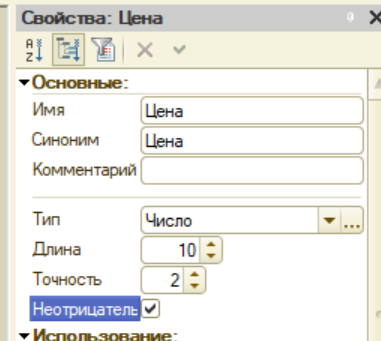 Свойства: Цена
Основные:
Имя Цена
Синоним Цена
Комментарий
Тип Число ...
Длина 10
Точность 2
Неотрицатель
Использование: